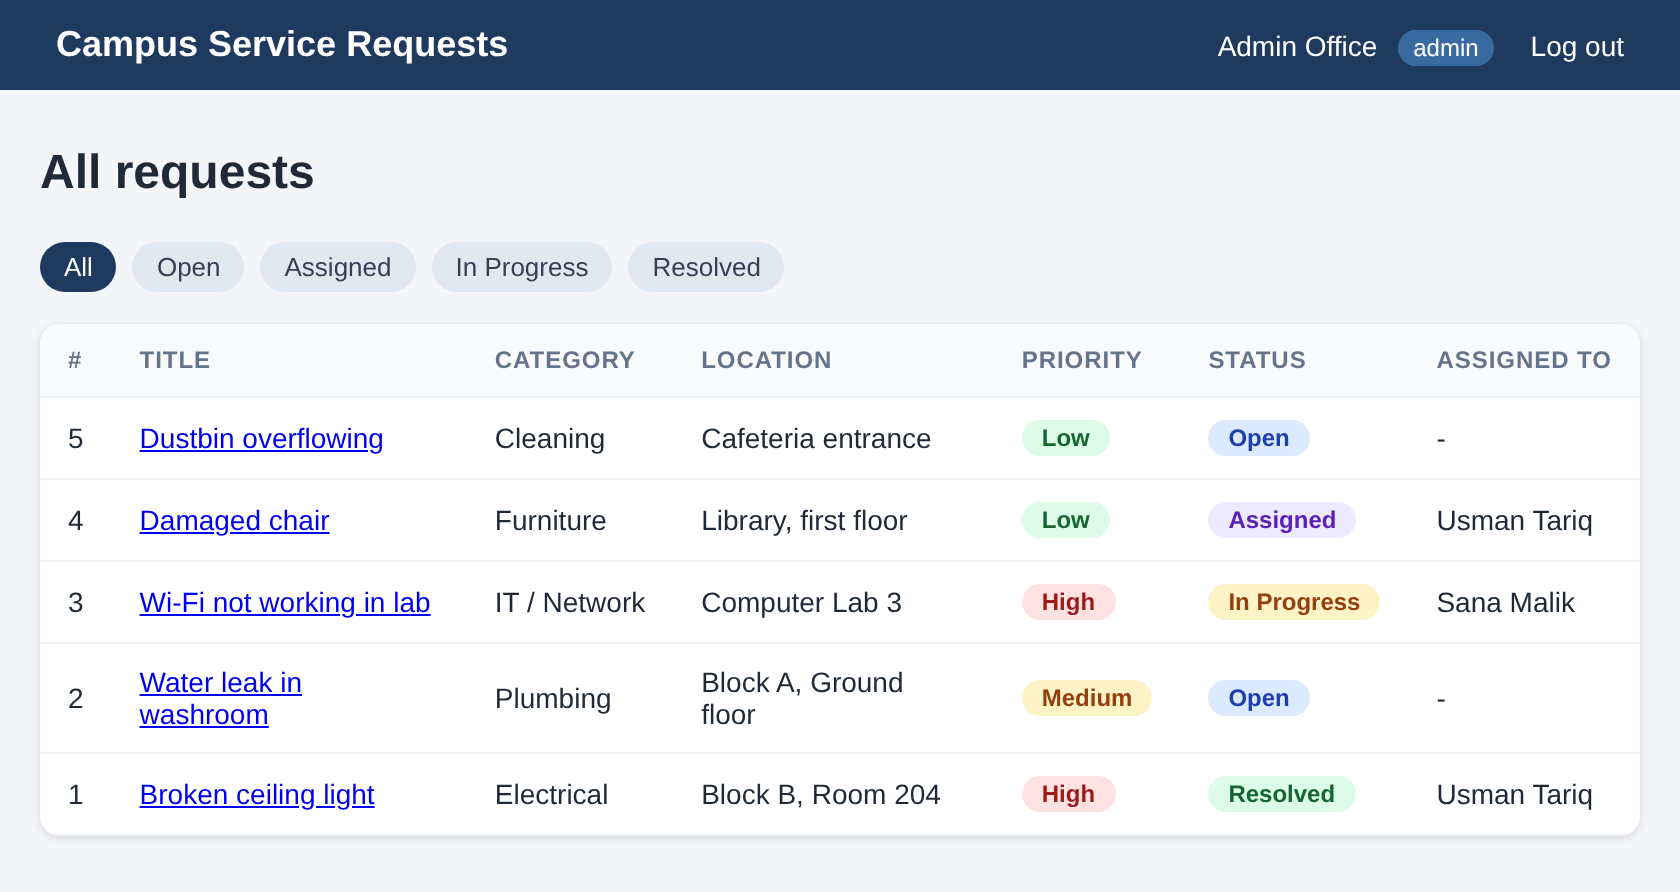 Campus Service Requests Admin Office admin Log out
All requests
All Open Assigned In Progress Resolved
# TITLE CATEGORY LOCATION PRIORITY STATUS ASSIGNED TO
5 Dustbin overflowing Cleaning Cafeteria entrance Low Open -
4 Damaged chair Furniture Library, first floor Low Assigned Usman Tariq
3 Wi-Fi not working in lab IT / Network Computer Lab 3 High In Progress Sana Malik
2 Water leak in washroom Plumbing Block A, Ground floor Medium Open -
1 Broken ceiling light Electrical Block B, Room 204 High Resolved Usman Tariq